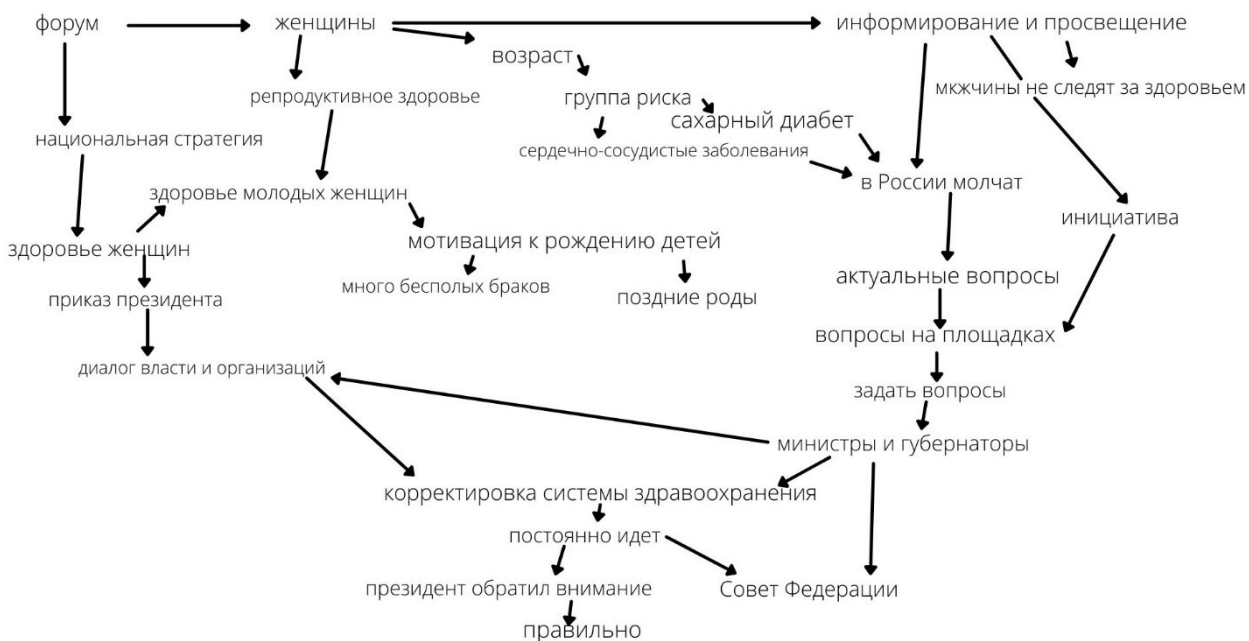 форум
женщины
информирование и просвещение
возраст
мкжчины не следят за здоровьем
репродуктивное здоровье
группа риска
сахарный диабет
национальная стратегия
сердечно-сосудистые заболевания
в России молчат
здоровье молодых женщин
инициатива
мотивация к рождению детей
здоровье женщин
актуальные вопросы
много бесполых браков
приказ президента
поздние роды
вопросы на площадках
диалог власти и организаций
задать вопросы
министры и губернаторы
корректировка системы здравоохранения
постоянно идет
президент обратил внимание
Совет Федерации
правильно